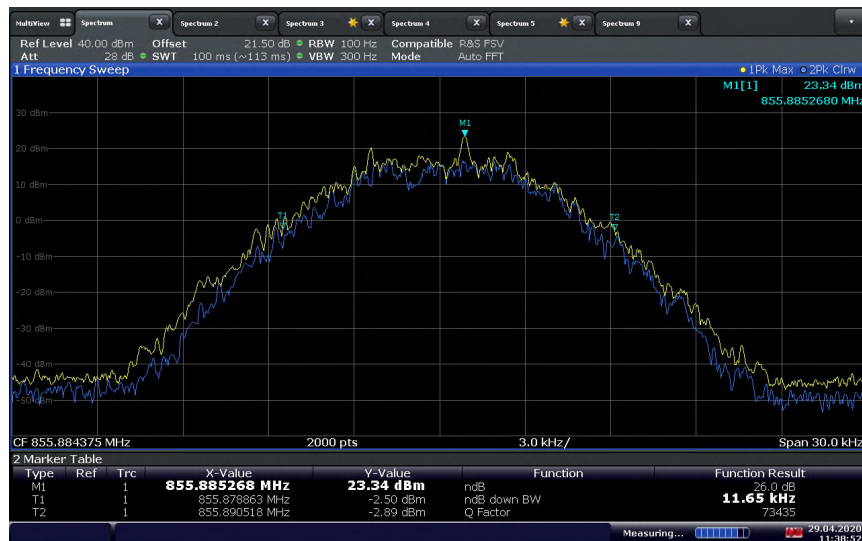 MultiView Spectrum X Spectrum 2 X Spectrum 3 X Spectrum 4 X Spectrum 5 X Spectrum 9 X
Ref Level 40.00 dBm Offset 21.50 dB RBW 100 Hz Compatible R&S FSV
Att 28 dB SWT 100 ms (~113 ms) VBW 300 Hz Mode Auto FFT
1 Frequency Sweep 1Pk Max 2Pk Clrw
M1[1] 23.34 dBm
855.8852680 MHz
30 dBm
M1
20 dBm
10 dBm
0 dBm
T1
T2
-10 dBm
-20 dBm
-30 dBm
-40 dBm
-50 dBm
CF 855.884375 MHz 2000 pts 3.0 kHz/ Span 30.0 kHz
2 Marker Table
Type Ref Trc X-Value Y-Value Function Function Result
M1 1 855.885268 MHz 23.34 dBm ndB 26.0 dB
T1 1 855.878863 MHz -2.50 dBm ndB down BW 11.65 kHz
T2 1 855.890518 MHz -2.89 dBm Q Factor 73435
Measuring... 29.04.2020
11:38:52